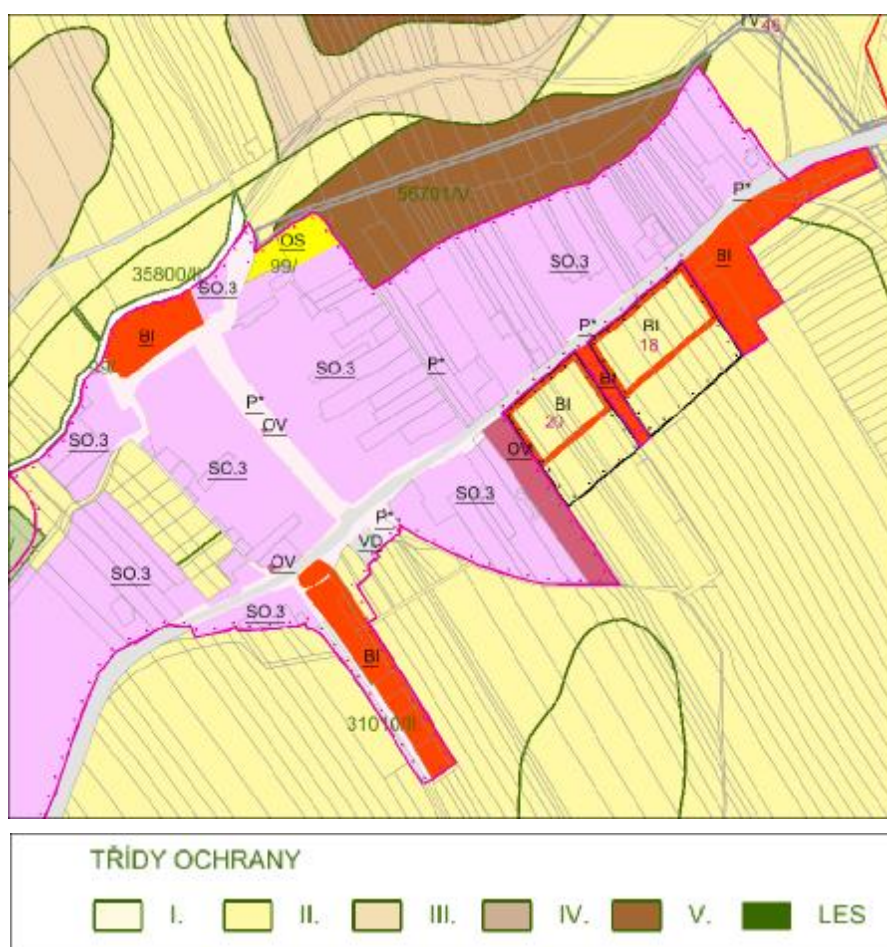 46
56701/V.
P*
OS
99/
BI
35800/II
SO.3
SO.3
BI
BI
18
P*
SO.3
P*
BI
BI
20
P*
OV
SO.3
SO.3
OV
SO.3
P*
VD
OV
SO.3
SO.3
BI
31010/II
TŘÍDY OCHRANY
I. II. III. IV. V. LES